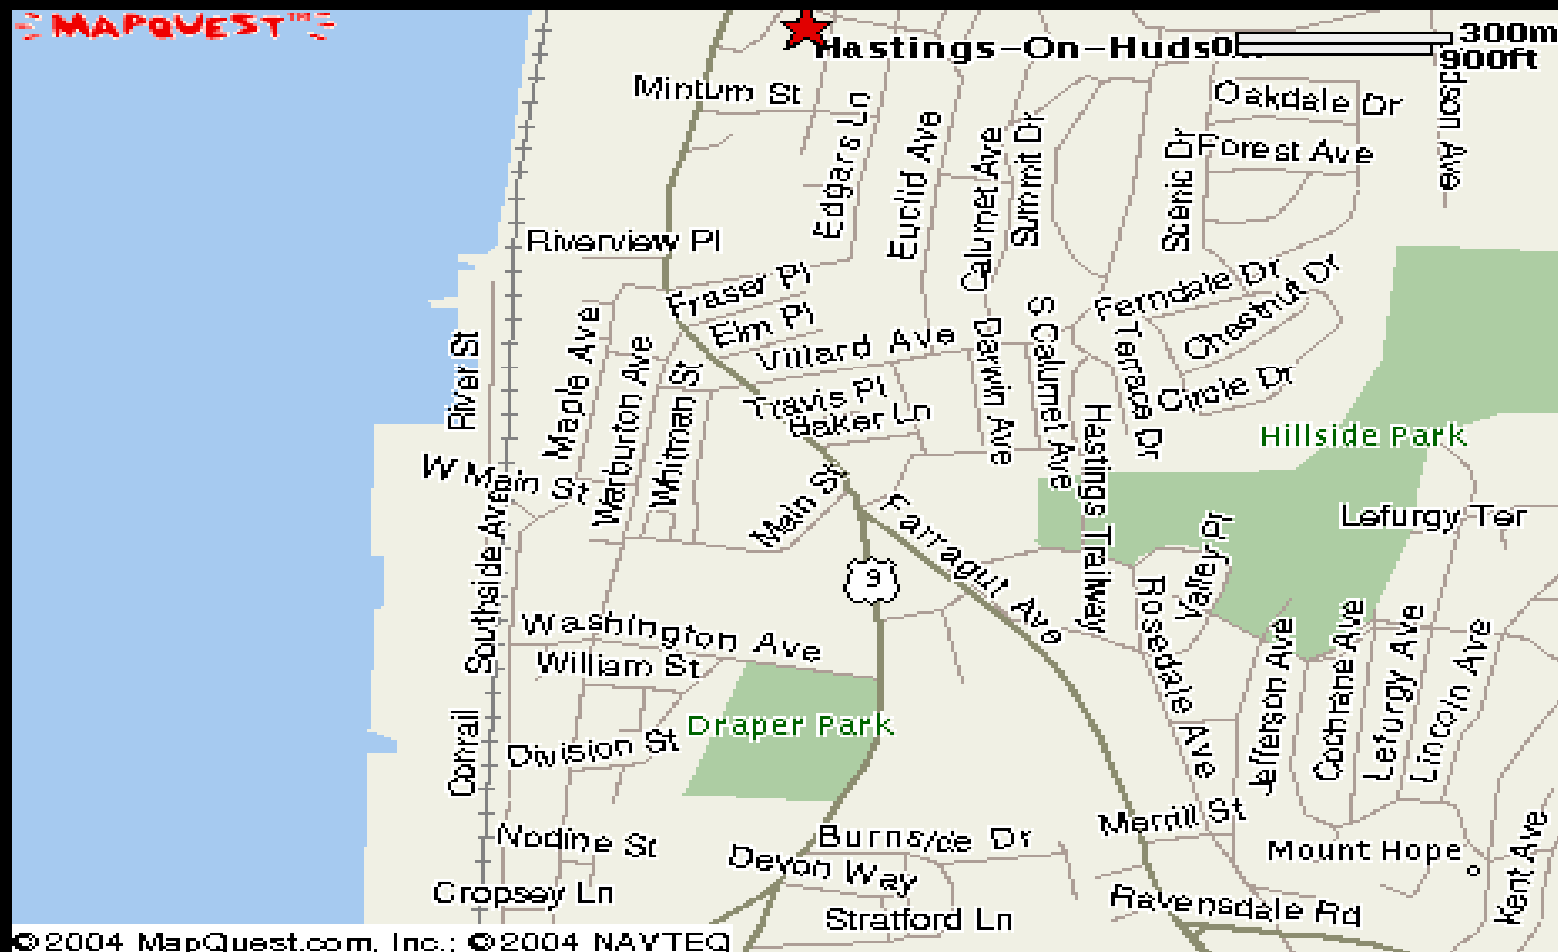 MAPQUEST™
Hastings-On-Huds
0
300m
900ft
Minturn St
Oakdale Dr
Edgars Ln
Euclid Ave
Calumet Ave
Summit Dr
Scenic Dr
Forest Ave
Ave
Riverview Pl
Fraser Pl
Elm Pl
Villard Ave
Ferndale Dr
Chestnut Dr
Circle Dr
Terrace Dr
S Calumet Ave
Darwin Ave
River St
Maple Ave
Warburton Ave
Whitman St
Travis Pl
Baker Ln
Hillside Park
W Main St
Main St
Farragut Ave
Hastings Trailway
Lefurgy Ter
Valley Pl
9
Southside Ave
Washington Ave
William St
Rosedale Ave
Jefferson Ave
Cochrane Ave
Lefurgy Ave
Lincoln Ave
Draper Park
Division St
Conrail
Nodine St
Burnside Dr
Merrill St
Mount Hope
Kent Ave
Devon Way
Cropsey Ln
Stratford Ln
Ravensdale Rd
©2004 MapQuest.com, Inc.; ©2004 NAVTEQ